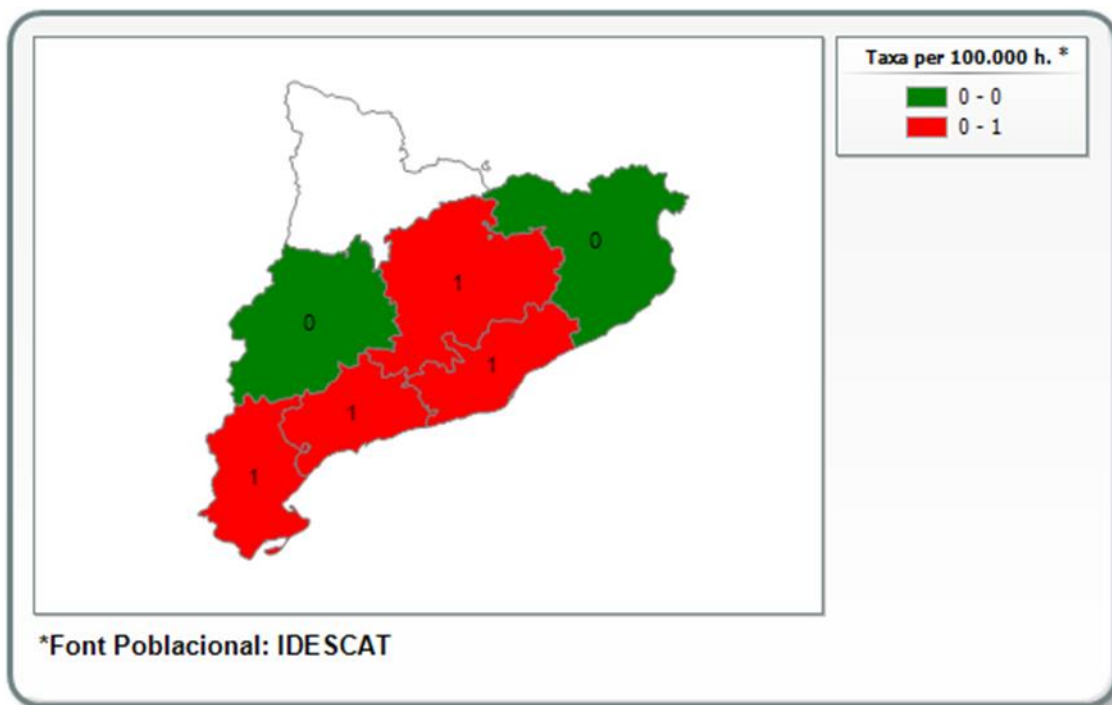 Taxa per 100.000 h. *
0 - 0
0 - 1
0
1
0
1
1
1
*Font Poblacional: IDESCAT